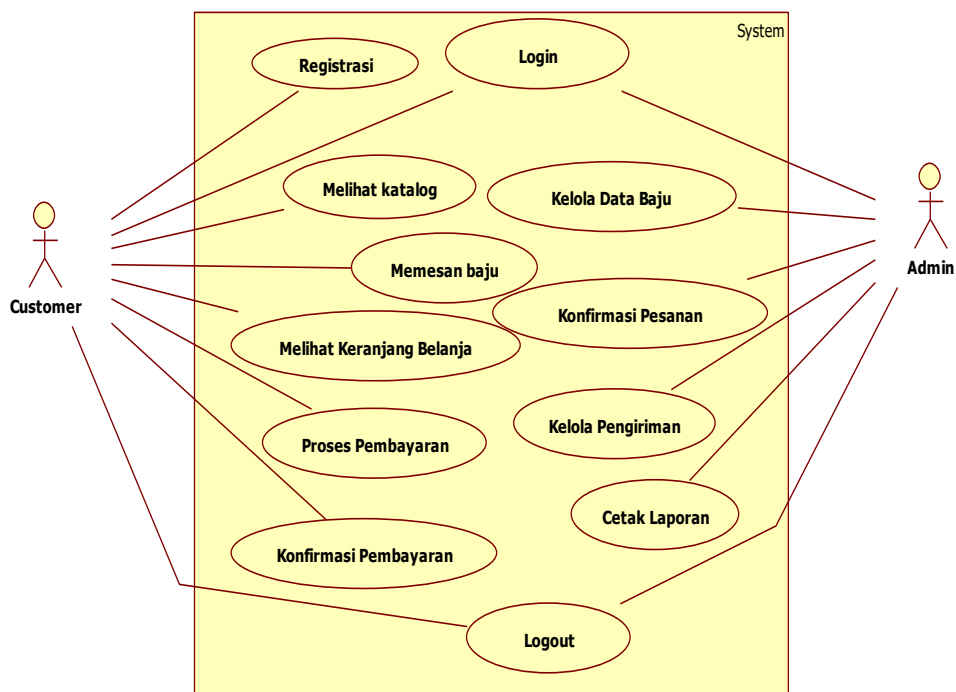 System
Registrasi
Login
Melihat katalog
Kelola Data Baju
Memesan baju
Customer
Admin
Konfirmasi Pesanan
Melihat Keranjang Belanja
Kelola Pengiriman
Proses Pembayaran
Cetak Laporan
Konfirmasi Pembayaran
Logout